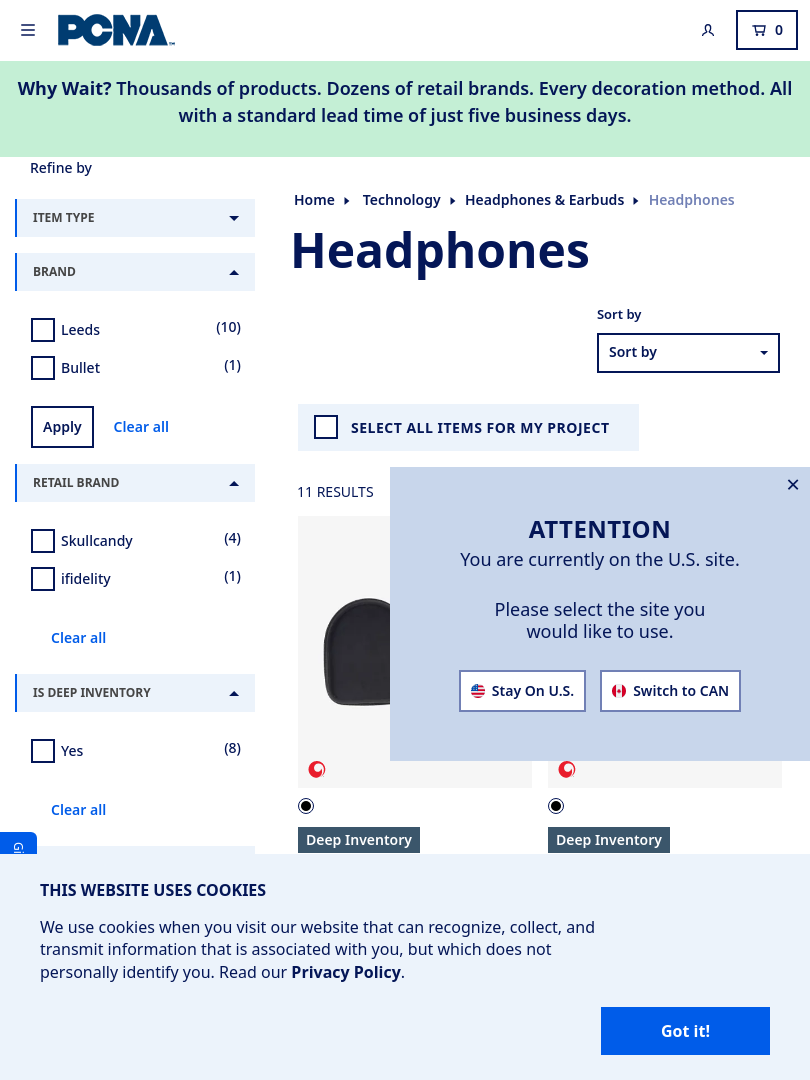 PCNA
0
Why Wait? Thousands of products. Dozens of retail brands. Every decoration method. All
with a standard lead time of just five business days.
Refine by
Home
Technology
Headphones & Earbuds
Headphones
ITEM TYPE
Headphones
BRAND
Leeds (10)
Bullet (1)
Apply
Clear all
Sort by
Sort by
SELECT ALL ITEMS FOR MY PROJECT
RETAIL BRAND
11 RESULTS
Skullcandy (4)
ifidelity (1)
Clear all
ATTENTION
You are currently on the U.S. site.
Please select the site you
would like to use.
Stay On U.S.
Switch to CAN
IS DEEP INVENTORY
Yes (8)
Clear all
Deep Inventory
Deep Inventory
THIS WEBSITE USES COOKIES
We use cookies when you visit our website that can recognize, collect, and
transmit information that is associated with you, but which does not
personally identify you. Read our Privacy Policy.
Got it!